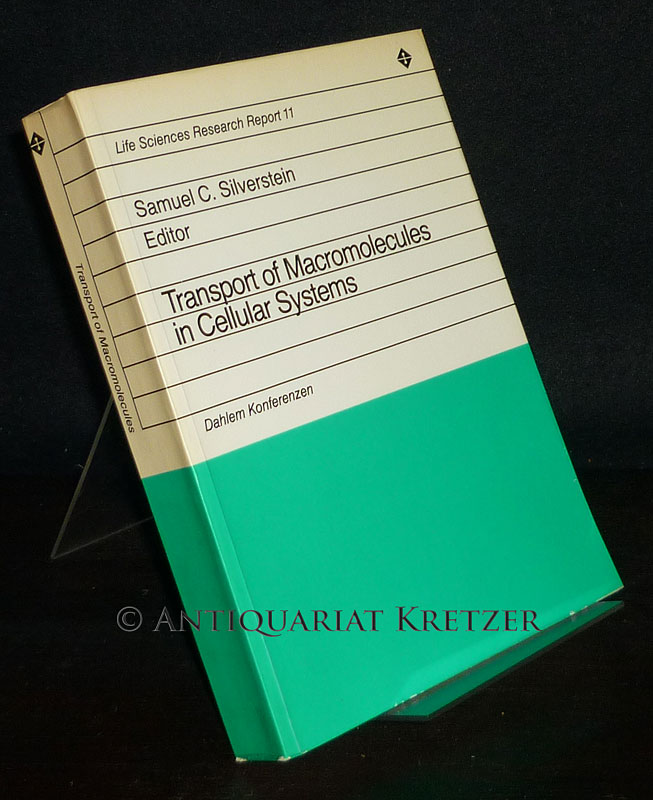 Life Sciences Research Report 11
Samuel C. Silverstein
Editor
Transport of Macromolecules
in Cellular Systems
Dahlem Konferenzen
Transport of Macromolecules
© ANTIQUARIAT KRETZER